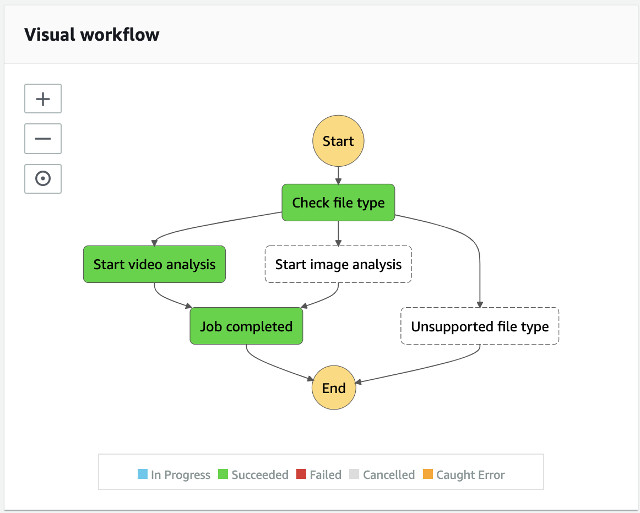 Visual workflow
Start
Check file type
Start video analysis
Start image analysis
Job completed
Unsupported file type
End
In Progress Succeeded Failed Cancelled Caught Error